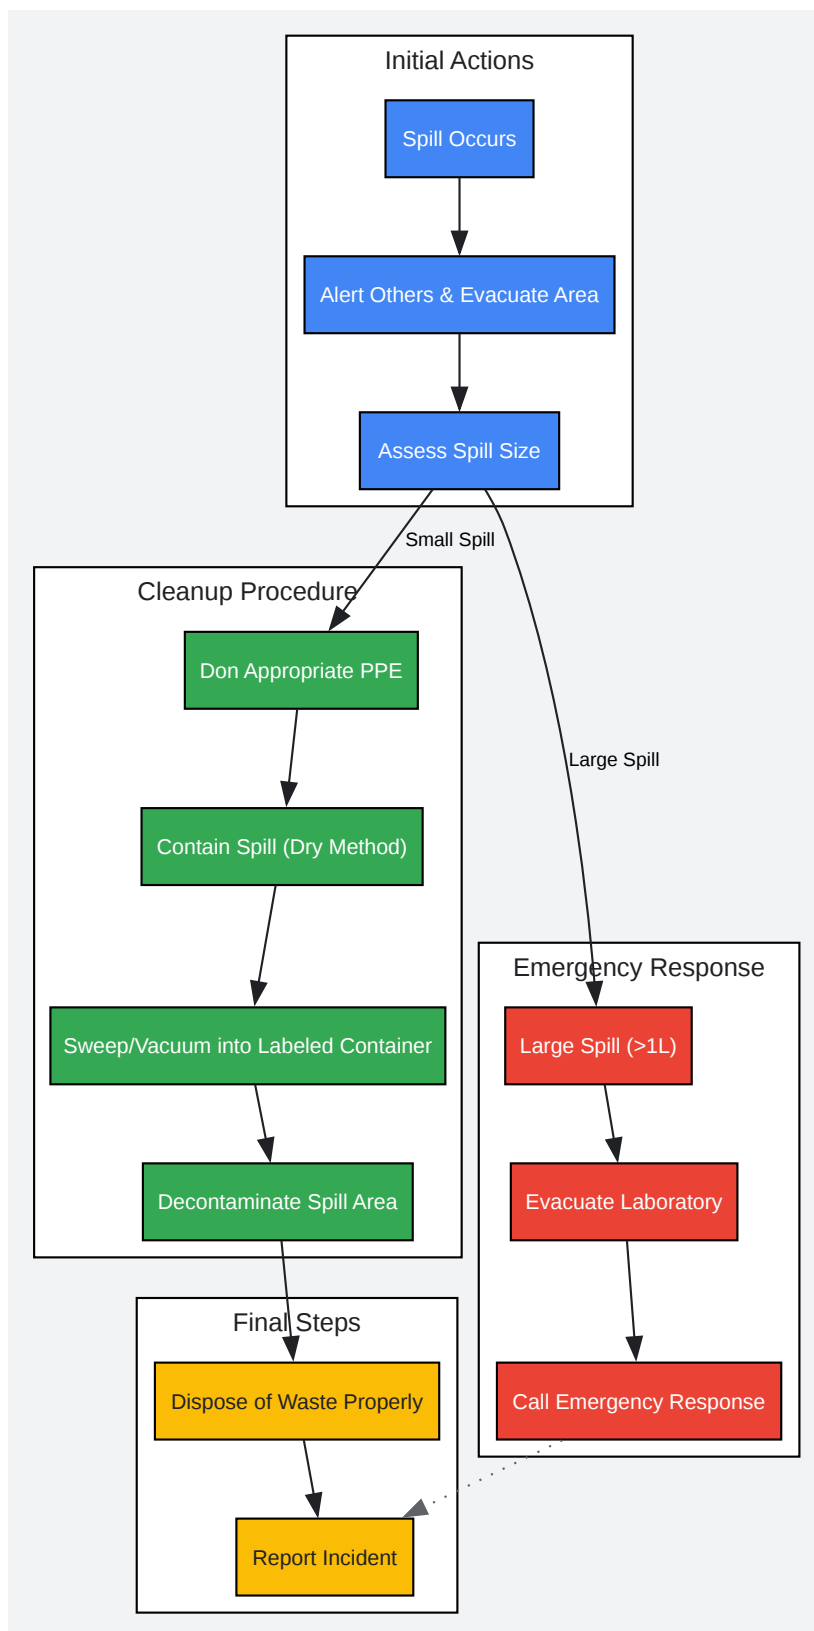 Initial Actions
Spill Occurs
Alert Others & Evacuate Area
Assess Spill Size
Small Spill
Cleanup Procedure
Don Appropriate PPE
Large Spill
Contain Spill (Dry Method)
Emergency Response
Sweep/Vacuum into Labeled Container
Large Spill (>1L)
Decontaminate Spill Area
Evacuate Laboratory
Final Steps
Dispose of Waste Properly
Call Emergency Response
Report Incident